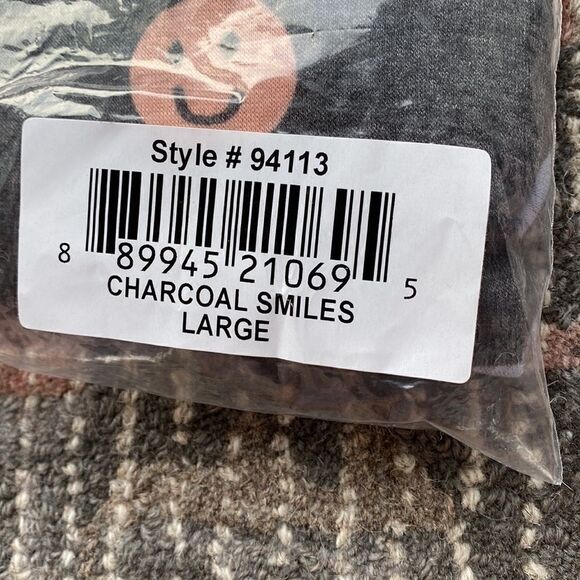 Style # 94113
8 89945 21069 5
CHARCOAL SMILES
LARGE